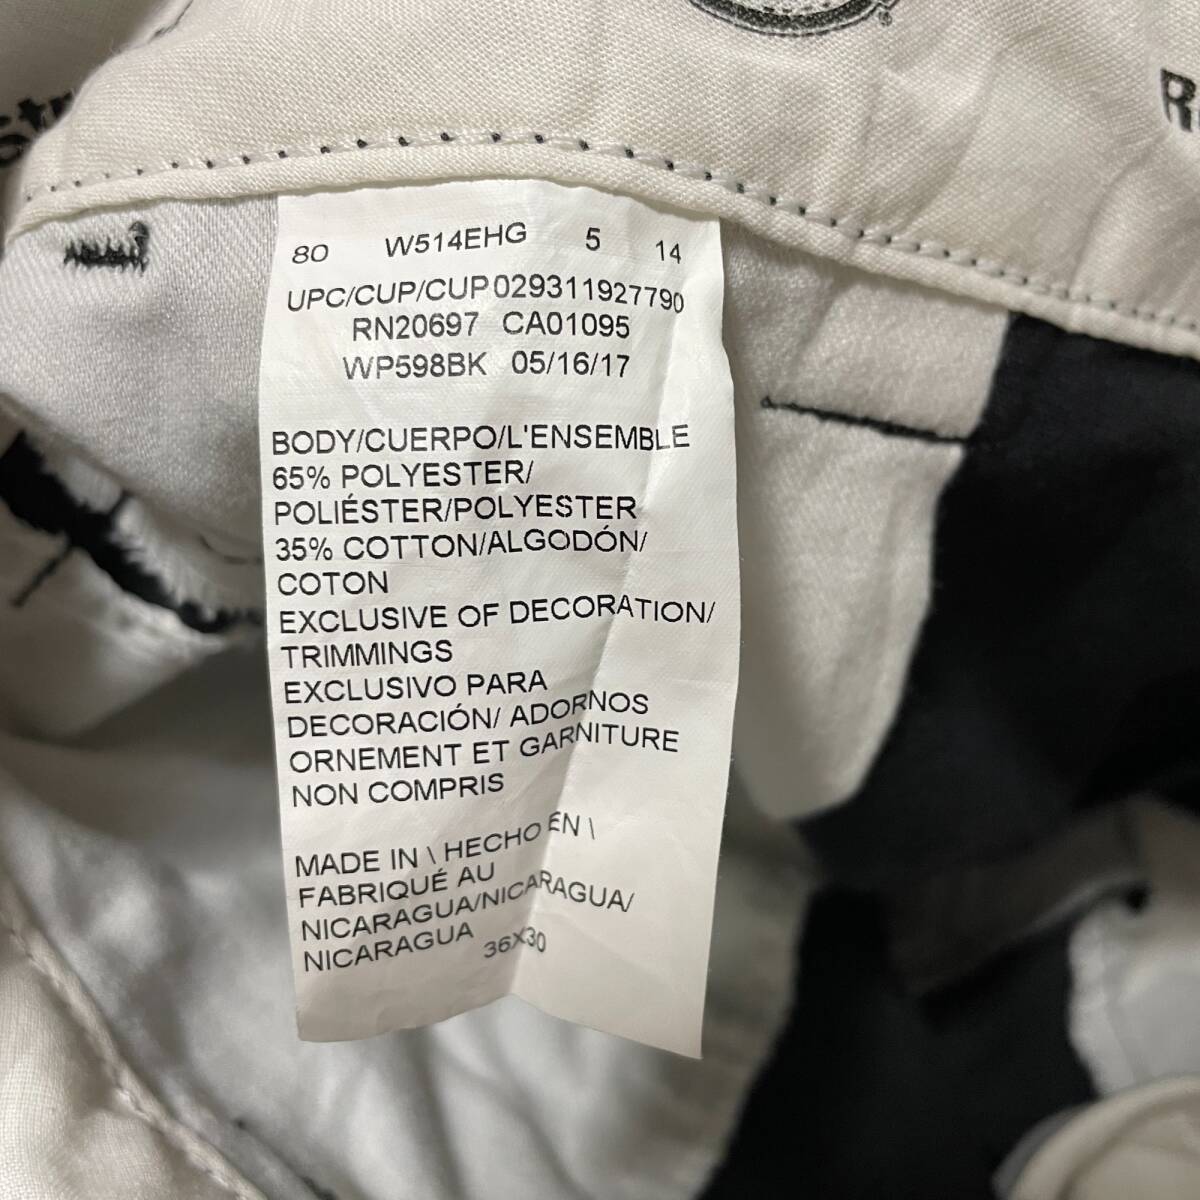 80 W514EHG 5 14
UPC/CUP/CUP 029311927790
RN20697 CA01095
WP598BK 05/16/17
BODY/CUERPO/L'ENSEMBLE
65% POLYESTER/
POLIÉSTER/POLYESTER
35% COTTON/ALGODÓN/
COTON
EXCLUSIVE OF DECORATION/
TRIMMINGS
EXCLUSIVO PARA
DECORACIÓN/ ADORNOS
ORNEMENT ET GARNITURE
NON COMPRIS
MADE IN \ HECHO EN \
FABRIQUÉ AU
NICARAGUA/NICARAGUA/
NICARAGUA 36X30